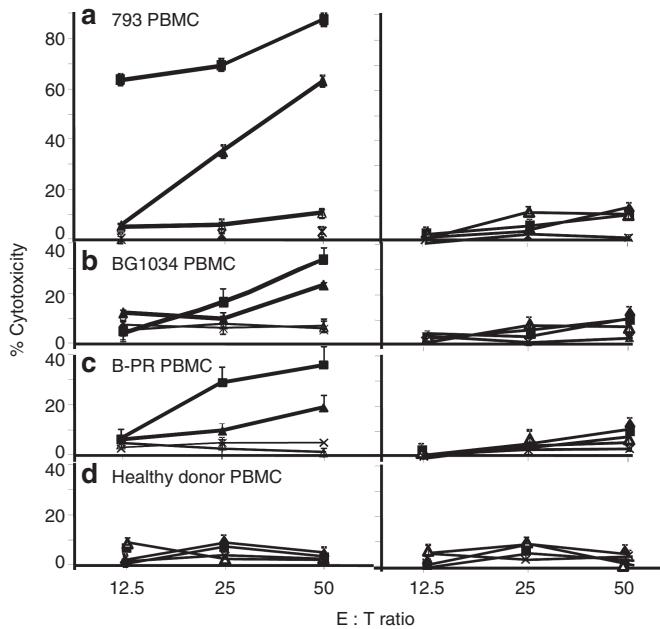 a 793 PBMC
80
60
40
20
0
b BG1034 PBMC
40
20
0
c B-PR PBMC
40
20
0
d Healthy donor PBMC
40
20
0
% Cytotoxicity
12.5 25 50 12.5 25 50
E : T ratio